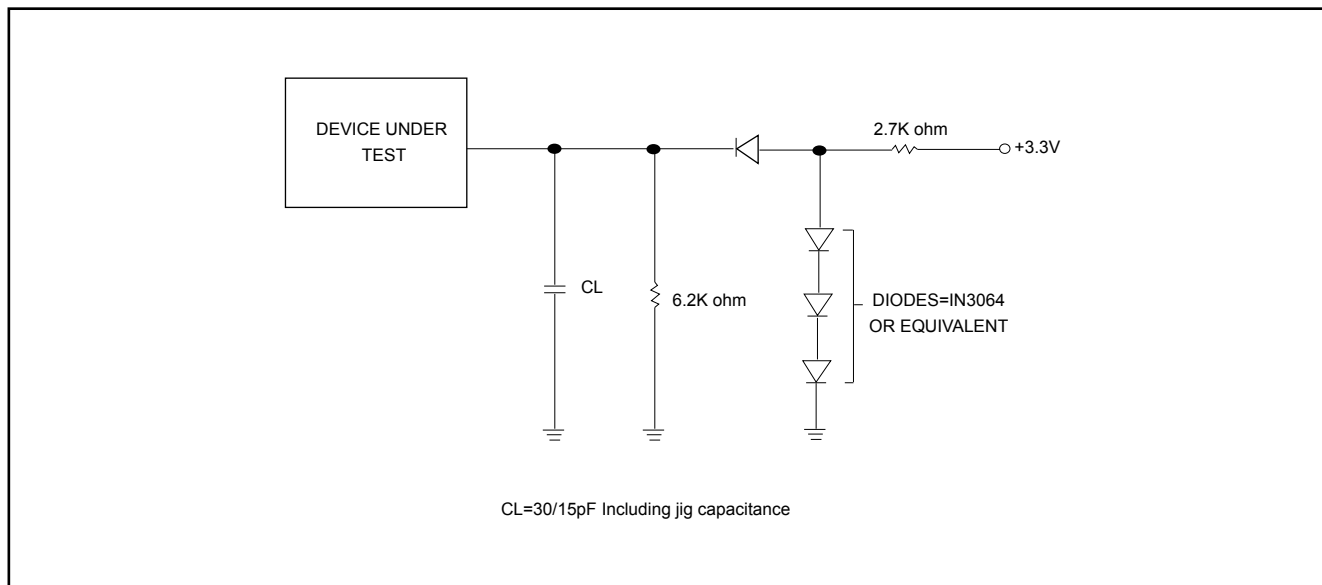 DEVICE UNDER
TEST
2.7K ohm
+3.3V
CL
6.2K ohm
DIODES=IN3064
OR EQUIVALENT
CL=30/15pF Including jig capacitance